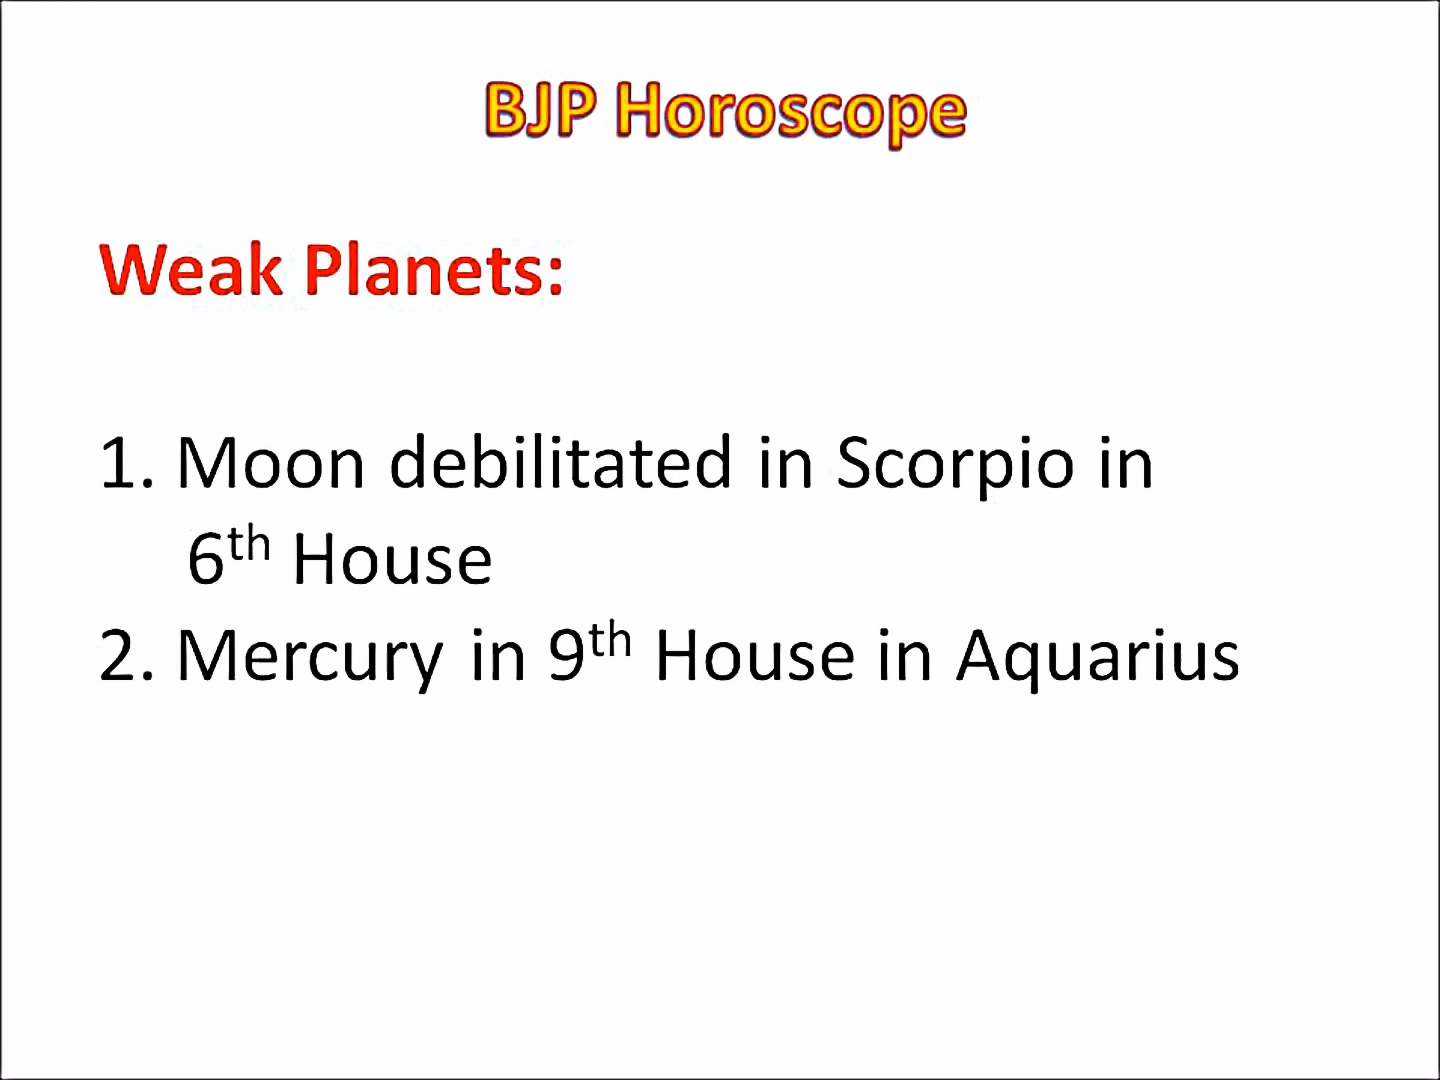 BJP Horoscope
Weak Planets:
1. Moon debilitated in Scorpio in
6th House
2. Mercury in 9th House in Aquarius